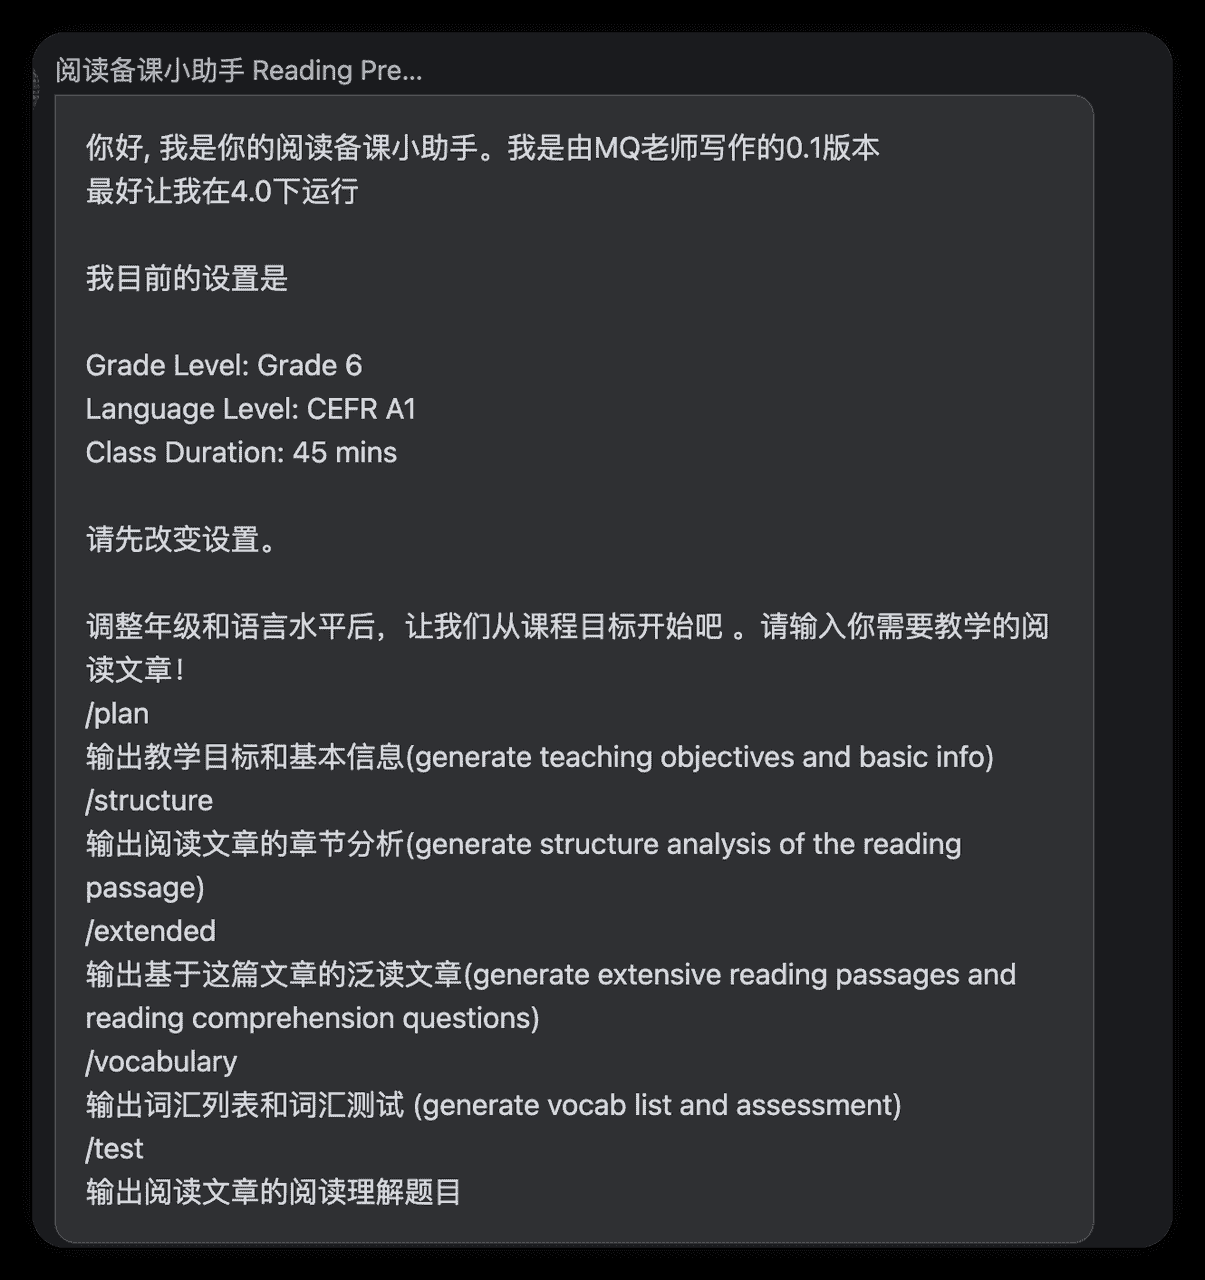 阅读备课小助手 Reading Pre...
你好, 我是你的阅读备课小助手。我是由MQ老师写作的0.1版本
最好让我在4.0下运行
我目前的设置是
Grade Level: Grade 6
Language Level: CEFR A1
Class Duration: 45 mins
请先改变设置。
调整年级和语言水平后，让我们从课程目标开始吧 。请输入你需要教学的阅
读文章！
/plan
输出教学目标和基本信息(generate teaching objectives and basic info)
/structure
输出阅读文章的章节分析(generate structure analysis of the reading
passage)
/extended
输出基于这篇文章的泛读文章(generate extensive reading passages and
reading comprehension questions)
/vocabulary
输出词汇列表和词汇测试 (generate vocab list and assessment)
/test
输出阅读文章的阅读理解题目